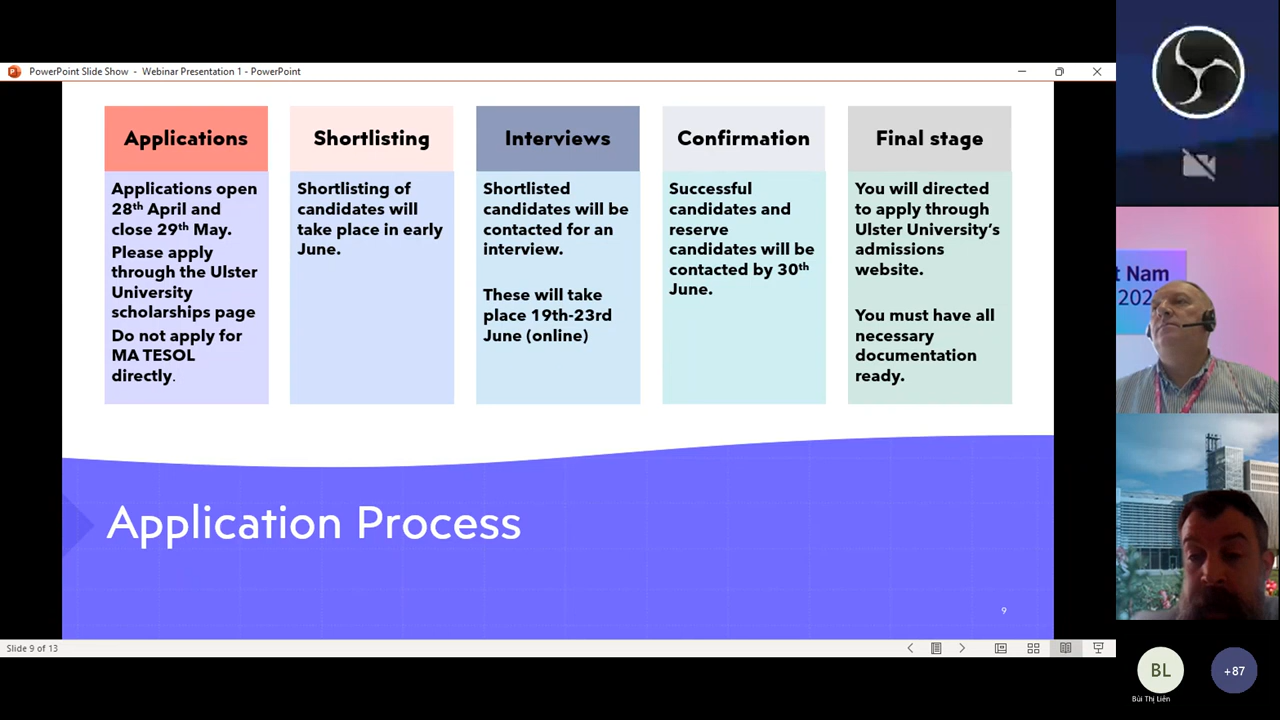 PowerPoint Slide Show - Webinar Presentation 1 - PowerPoint
Applications
Applications open
28th April and
close 29th May.
Please apply
through the Ulster
University
scholarships page
Do not apply for
MA TESOL
directly.
Shortlisting
Shortlisting of
candidates will
take place in early
June.
Interviews
Shortlisted
candidates will be
contacted for an
interview.
These will take
place 19th-23rd
June (online)
Confirmation
Successful
candidates and
reserve
candidates will be
contacted by 30th
June.
Final stage
You will directed
to apply through
Ulster University's
admissions
website.
You must have all
necessary
documentation
ready.
Application Process
9
Slide 9 of 13
t Nam
BL
Bùi Thị Liên
+87